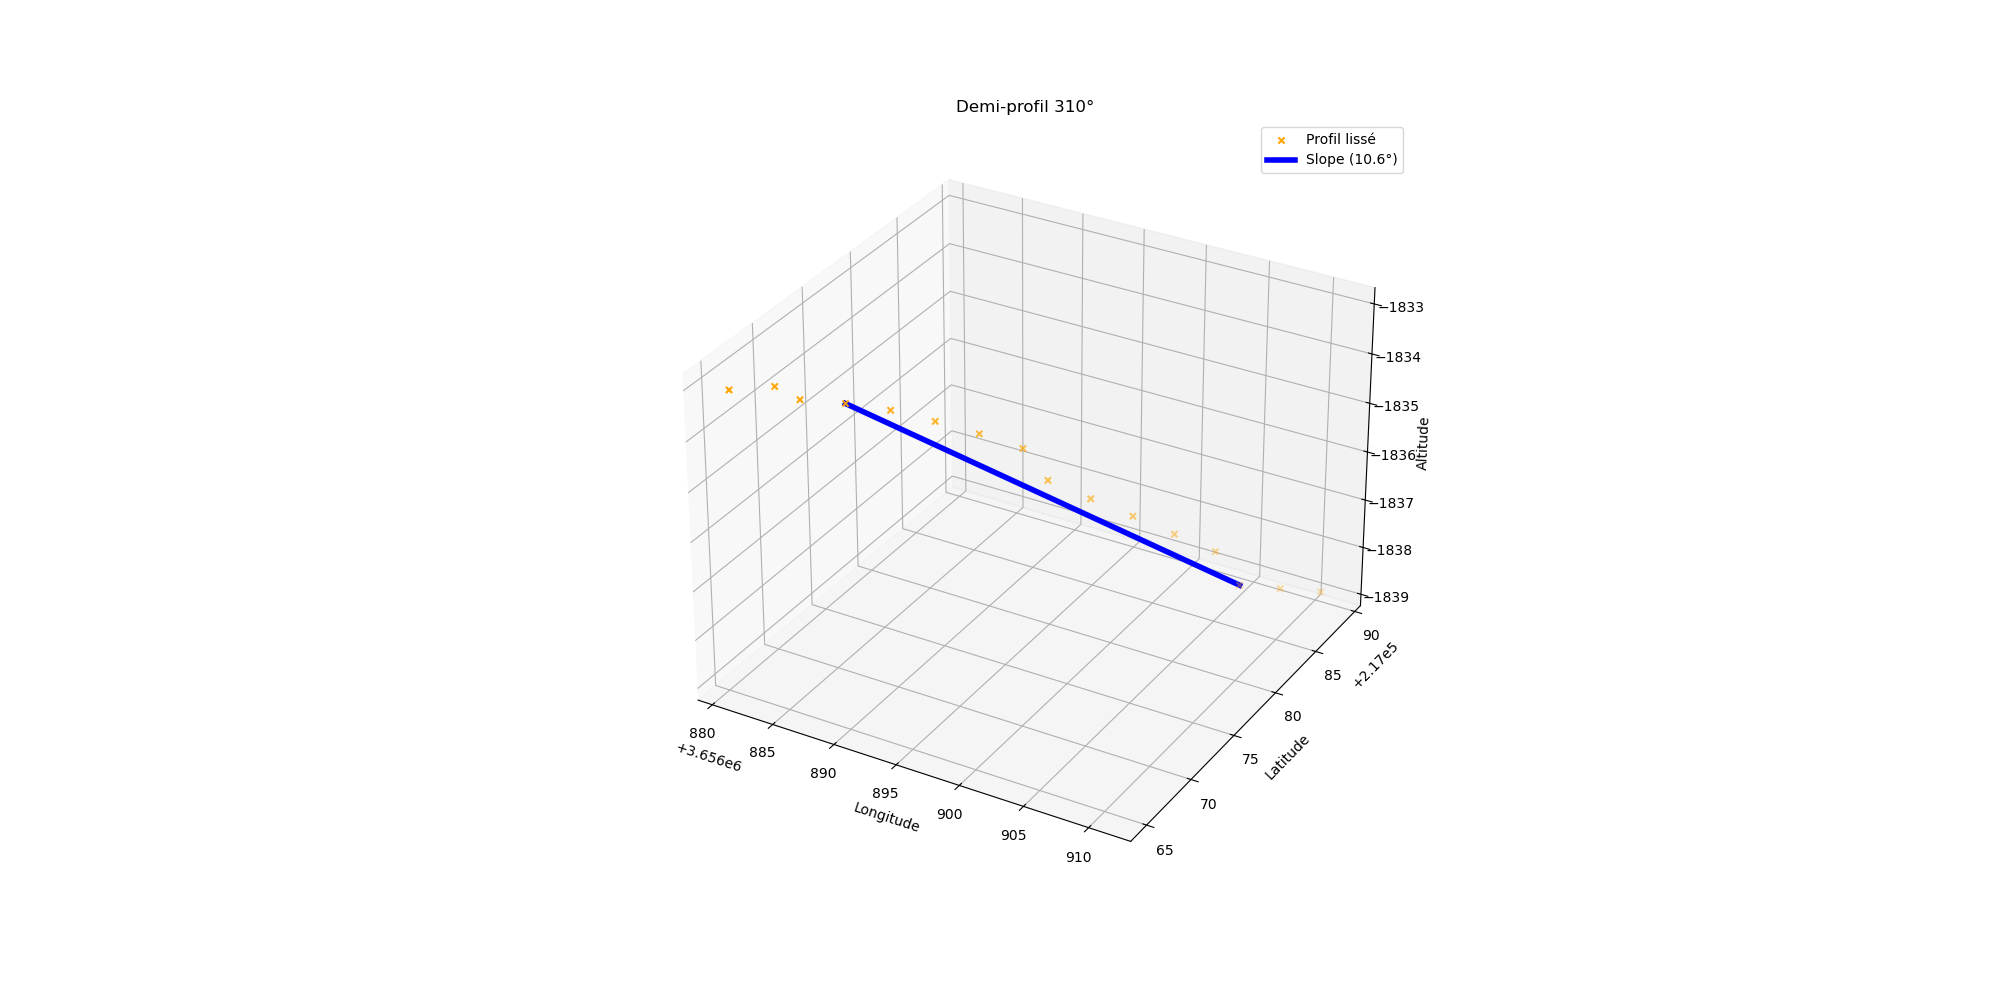 Demi-profil 310°
Profil lissé
Slope (10.6°)
−1833
−1834
−1835
−1836
−1837
−1838
−1839
Altitude
90
85
80
75
70
65
+2.17e5
Latitude
880
885
890
895
900
905
910
+3.656e6
Longitude